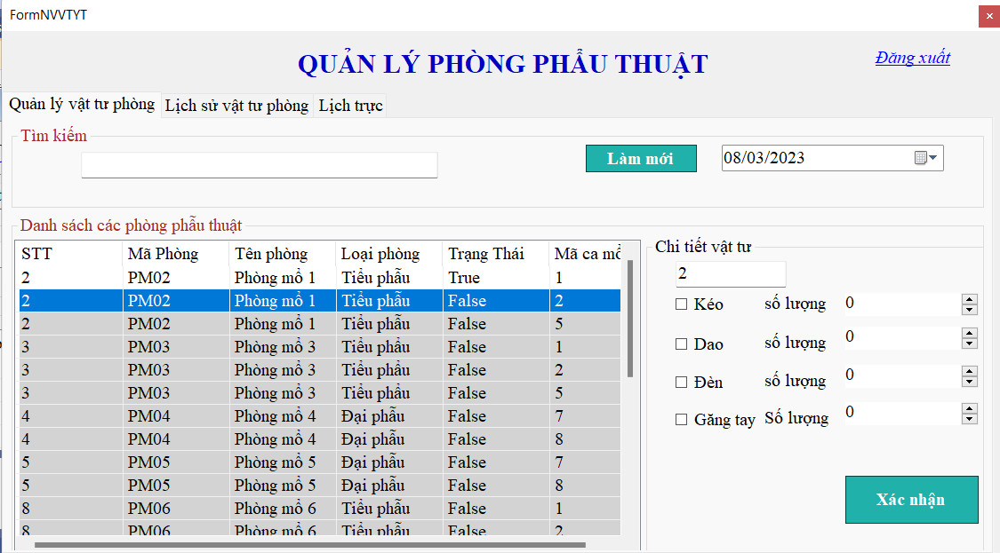 FormNVVTYT
QUẢN LÝ PHÒNG PHẪU THUẬT
Đăng xuất
Quản lý vật tư phòng Lịch sử vật tư phòng Lịch trực
Tìm kiếm
Làm mới 08/03/2023
Danh sách các phòng phẫu thuật
STT Mã Phòng Tên phòng Loại phòng Trạng Thái Mã ca mổ
2 PM02 Phòng mổ 1 Tiểu phẫu True 1
2 PM02 Phòng mổ 1 Tiểu phẫu False 2
2 PM02 Phòng mổ 1 Tiểu phẫu False 5
3 PM03 Phòng mổ 3 Tiểu phẫu False 1
3 PM03 Phòng mổ 3 Tiểu phẫu False 2
3 PM03 Phòng mổ 3 Tiểu phẫu False 5
4 PM04 Phòng mổ 4 Đại phẫu False 7
4 PM04 Phòng mổ 4 Đại phẫu False 8
5 PM05 Phòng mổ 5 Đại phẫu False 7
5 PM05 Phòng mổ 5 Đại phẫu False 8
8 PM06 Phòng mổ 6 Tiểu phẫu False 1
8 PM06 Phòng mổ 6 Tiểu phẫu False 2
Chi tiết vật tư
2
Kéo số lượng 0
Dao số lượng 0
Đèn số lượng 0
Găng tay Số lượng 0
Xác nhận